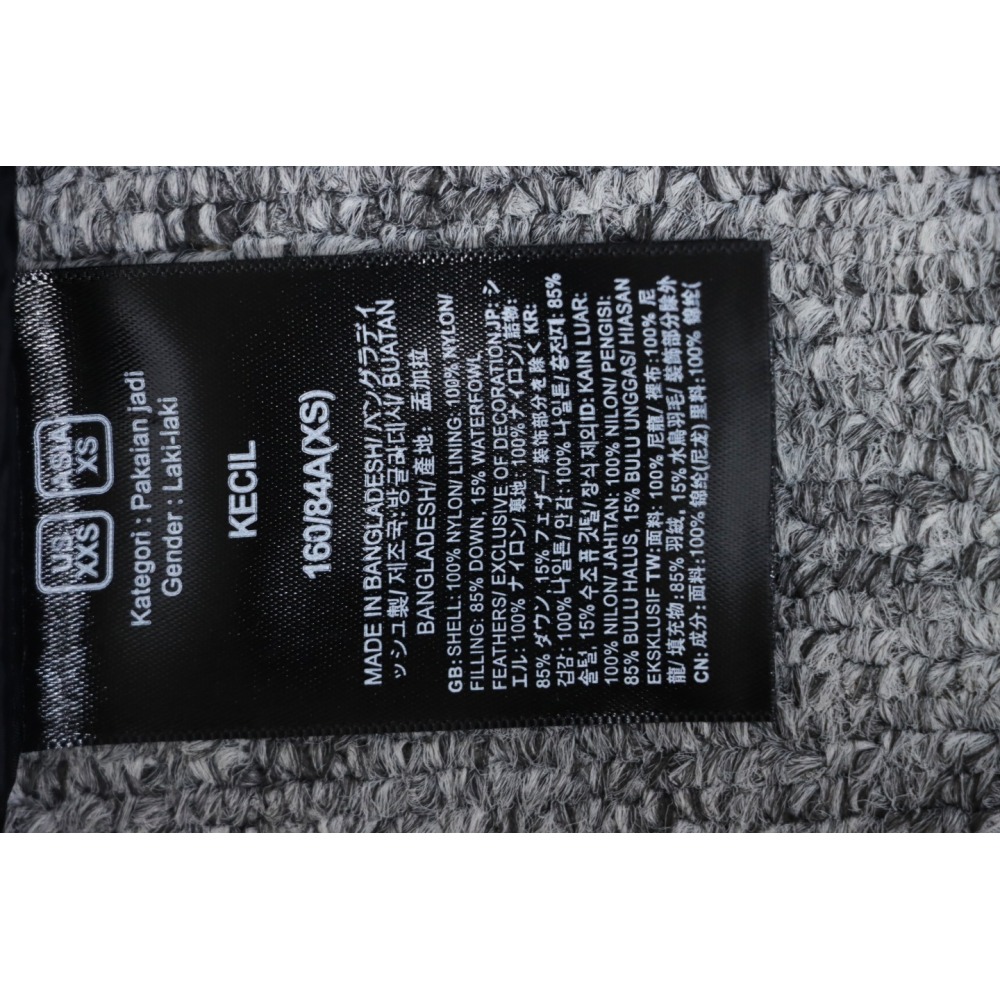 US XXS
ASIA XS
Kategori : Pakaian jadi
Gender : Laki-laki
KECIL
160/84A(XS)
MADE IN BANGLADESH/ バングラデイ
ッシュ製/ 제조국:방글라데시/ BUATAN
BANGLADESH/ 產地: 孟加拉
GB: SHELL: 100% NYLON/ LINING: 100% NYLON/
FILLING: 85% DOWN, 15% WATERFOWL
FEATHERS/ EXCLUSIVE OF DECORATIONJP: シ
エル: 100% ナイロン/ 裏地: 100% ナイロン/ 詰物:
85% ダウン, 15% フェザー/ 装飾部分を除く KR:
겉감: 100% 나일론/ 안감: 100% 나일론/ 충전재: 85%
솜털, 15% 수조류 깃털/ 장식 제외ID: KAIN LUAR:
100% NILON/ JAHITAN: 100% NILON/ PENGISI:
85% BULU HALUS, 15% BULU UNGGAS/ HIASAN
EKSKLUSIF TW: 面料: 100% 尼龍/ 裡布: 100% 尼
龍/ 填充物: 85% 羽絨, 15% 水鳥羽毛/ 裝飾部分除外
CN: 成分: 面料: 100% 锦纶(尼龙) 里料: 100% 锦纶(